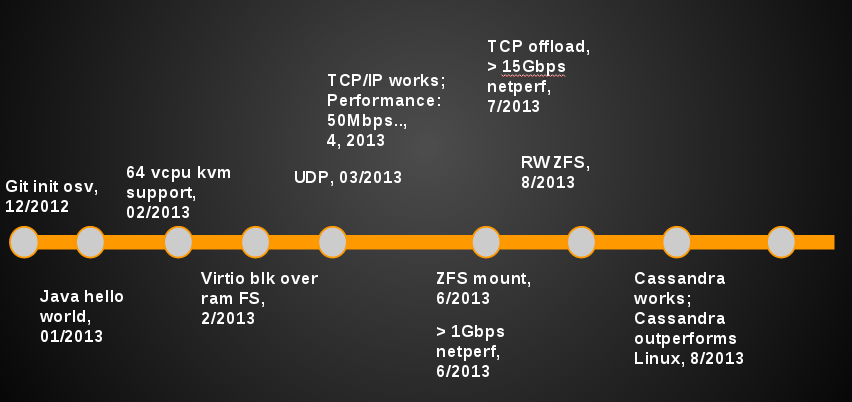 Git init osv,
12/2012
Java hello
world,
01/2013
64 vcpu kvm
support,
02/2013
Virtio blk over
ram FS,
2/2013
UDP, 03/2013
TCP/IP works;
Performance:
50Mbps..,
4, 2013
ZFS mount,
6/2013
> 1Gbps
netperf,
6/2013
TCP offload,
> 15Gbps
netperf,
7/2013
RW ZFS,
8/2013
Cassandra
works;
Cassandra
outperforms
Linux, 8/2013